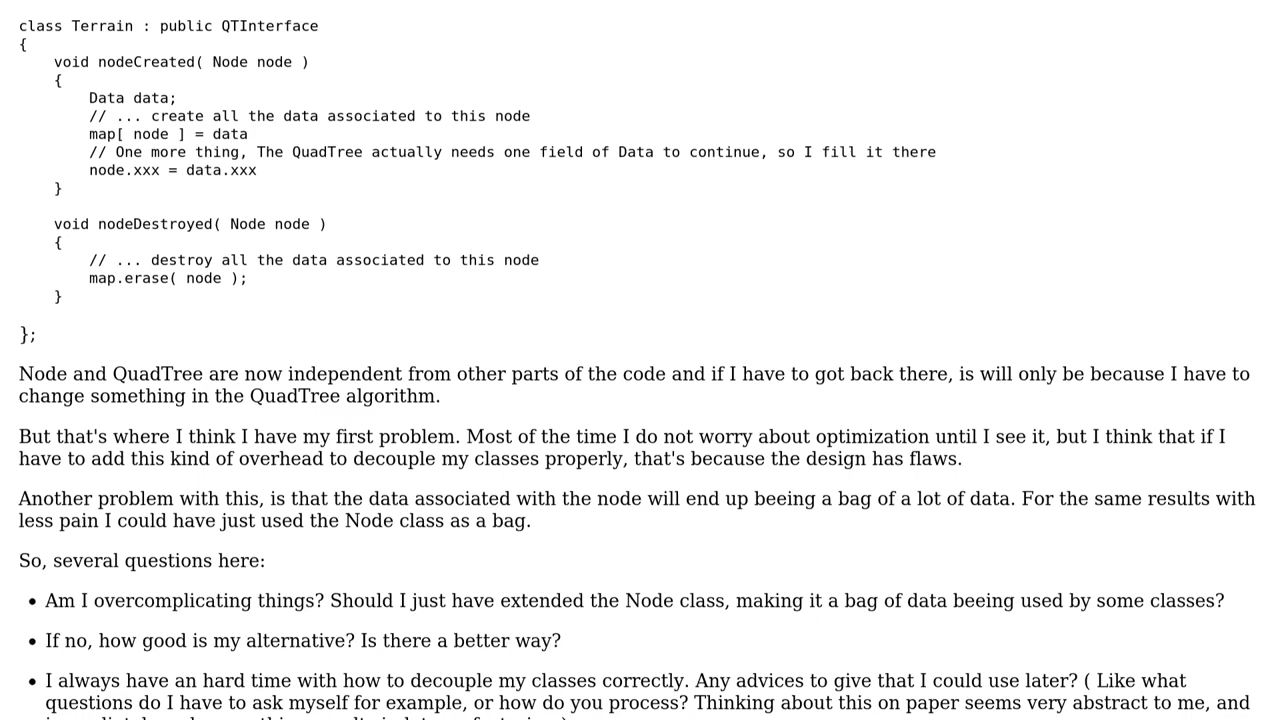 class Terrain : public QTInterface
{
    void nodeCreated( Node node )
    {
        Data data;
        // ... create all the data associated to this node
        map[ node ] = data
        // One more thing, The QuadTree actually needs one field of Data to continue, so I fill it there
        node.xxx = data.xxx
    }

    void nodeDestroyed( Node node )
    {
        // ... destroy all the data associated to this node
        map.erase( node );
    }

};
Node and QuadTree are now independent from other parts of the code and if I have to got back there, is will only be because I have to
change something in the QuadTree algorithm.
But that's where I think I have my first problem. Most of the time I do not worry about optimization until I see it, but I think that if I
have to add this kind of overhead to decouple my classes properly, that's because the design has flaws.
Another problem with this, is that the data associated with the node will end up beeing a bag of a lot of data. For the same results with
less pain I could have just used the Node class as a bag.
So, several questions here:
• Am I overcomplicating things? Should I just have extended the Node class, making it a bag of data beeing used by some classes?
• If no, how good is my alternative? Is there a better way?
• I always have an hard time with how to decouple my classes correctly. Any advices to give that I could use later? ( Like what
questions do I have to ask myself for example, or how do you process? Thinking about this on paper seems very abstract to me, and